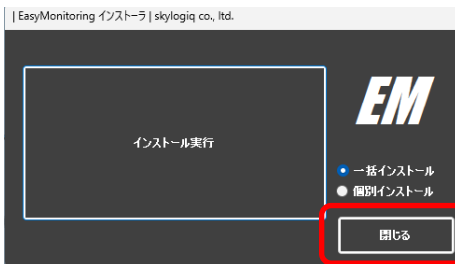 | EasyMonitoring インストーラ | skylogiq co., ltd.
EM
インストール実行
一括インストール
個別インストール
閉じる